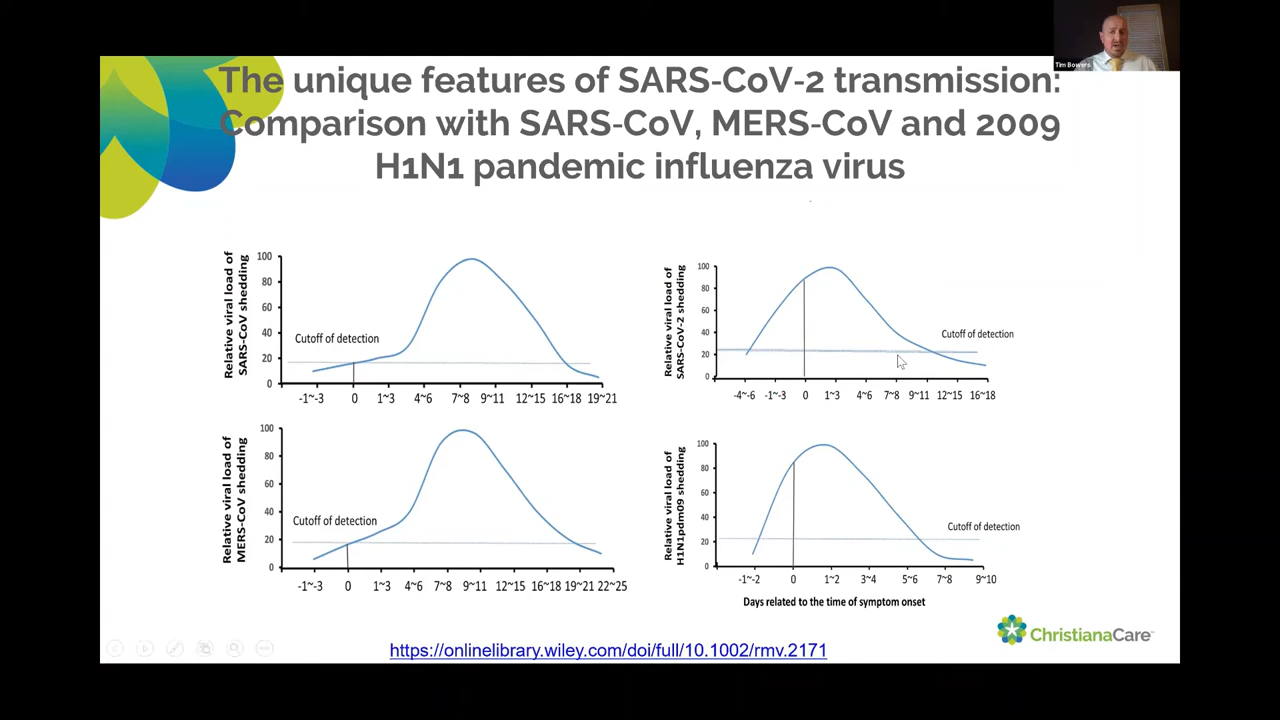 Tim Bowers
The unique features of SARS-CoV-2 transmission:
Comparison with SARS-CoV, MERS-CoV and 2009
H1N1 pandemic influenza virus
Relative viral load of
SARS-CoV shedding
100
80
60
40
20
0
Cutoff of detection
-1~-3 0 1~3 4~6 7~8 9~11 12~15 16~18 19~21
Relative viral load of
SARS-CoV-2 shedding
100
80
60
40
20
0
Cutoff of detection
-4~-6 -1~-3 0 1~3 4~6 7~8 9~11 12~15 16~18
Relative viral load of
MERS-CoV shedding
100
80
60
40
20
0
Cutoff of detection
-1~-3 0 1~3 4~6 7~8 9~11 12~15 16~18 19~21 22~25
Relative viral load of
H1N1pdm09 shedding
100
80
60
40
20
0
Cutoff of detection
-1~-2 0 1~2 3~4 5~6 7~8 9~10
Days related to the time of symptom onset
ChristianaCare™
https://onlinelibrary.wiley.com/doi/full/10.1002/rmv.2171